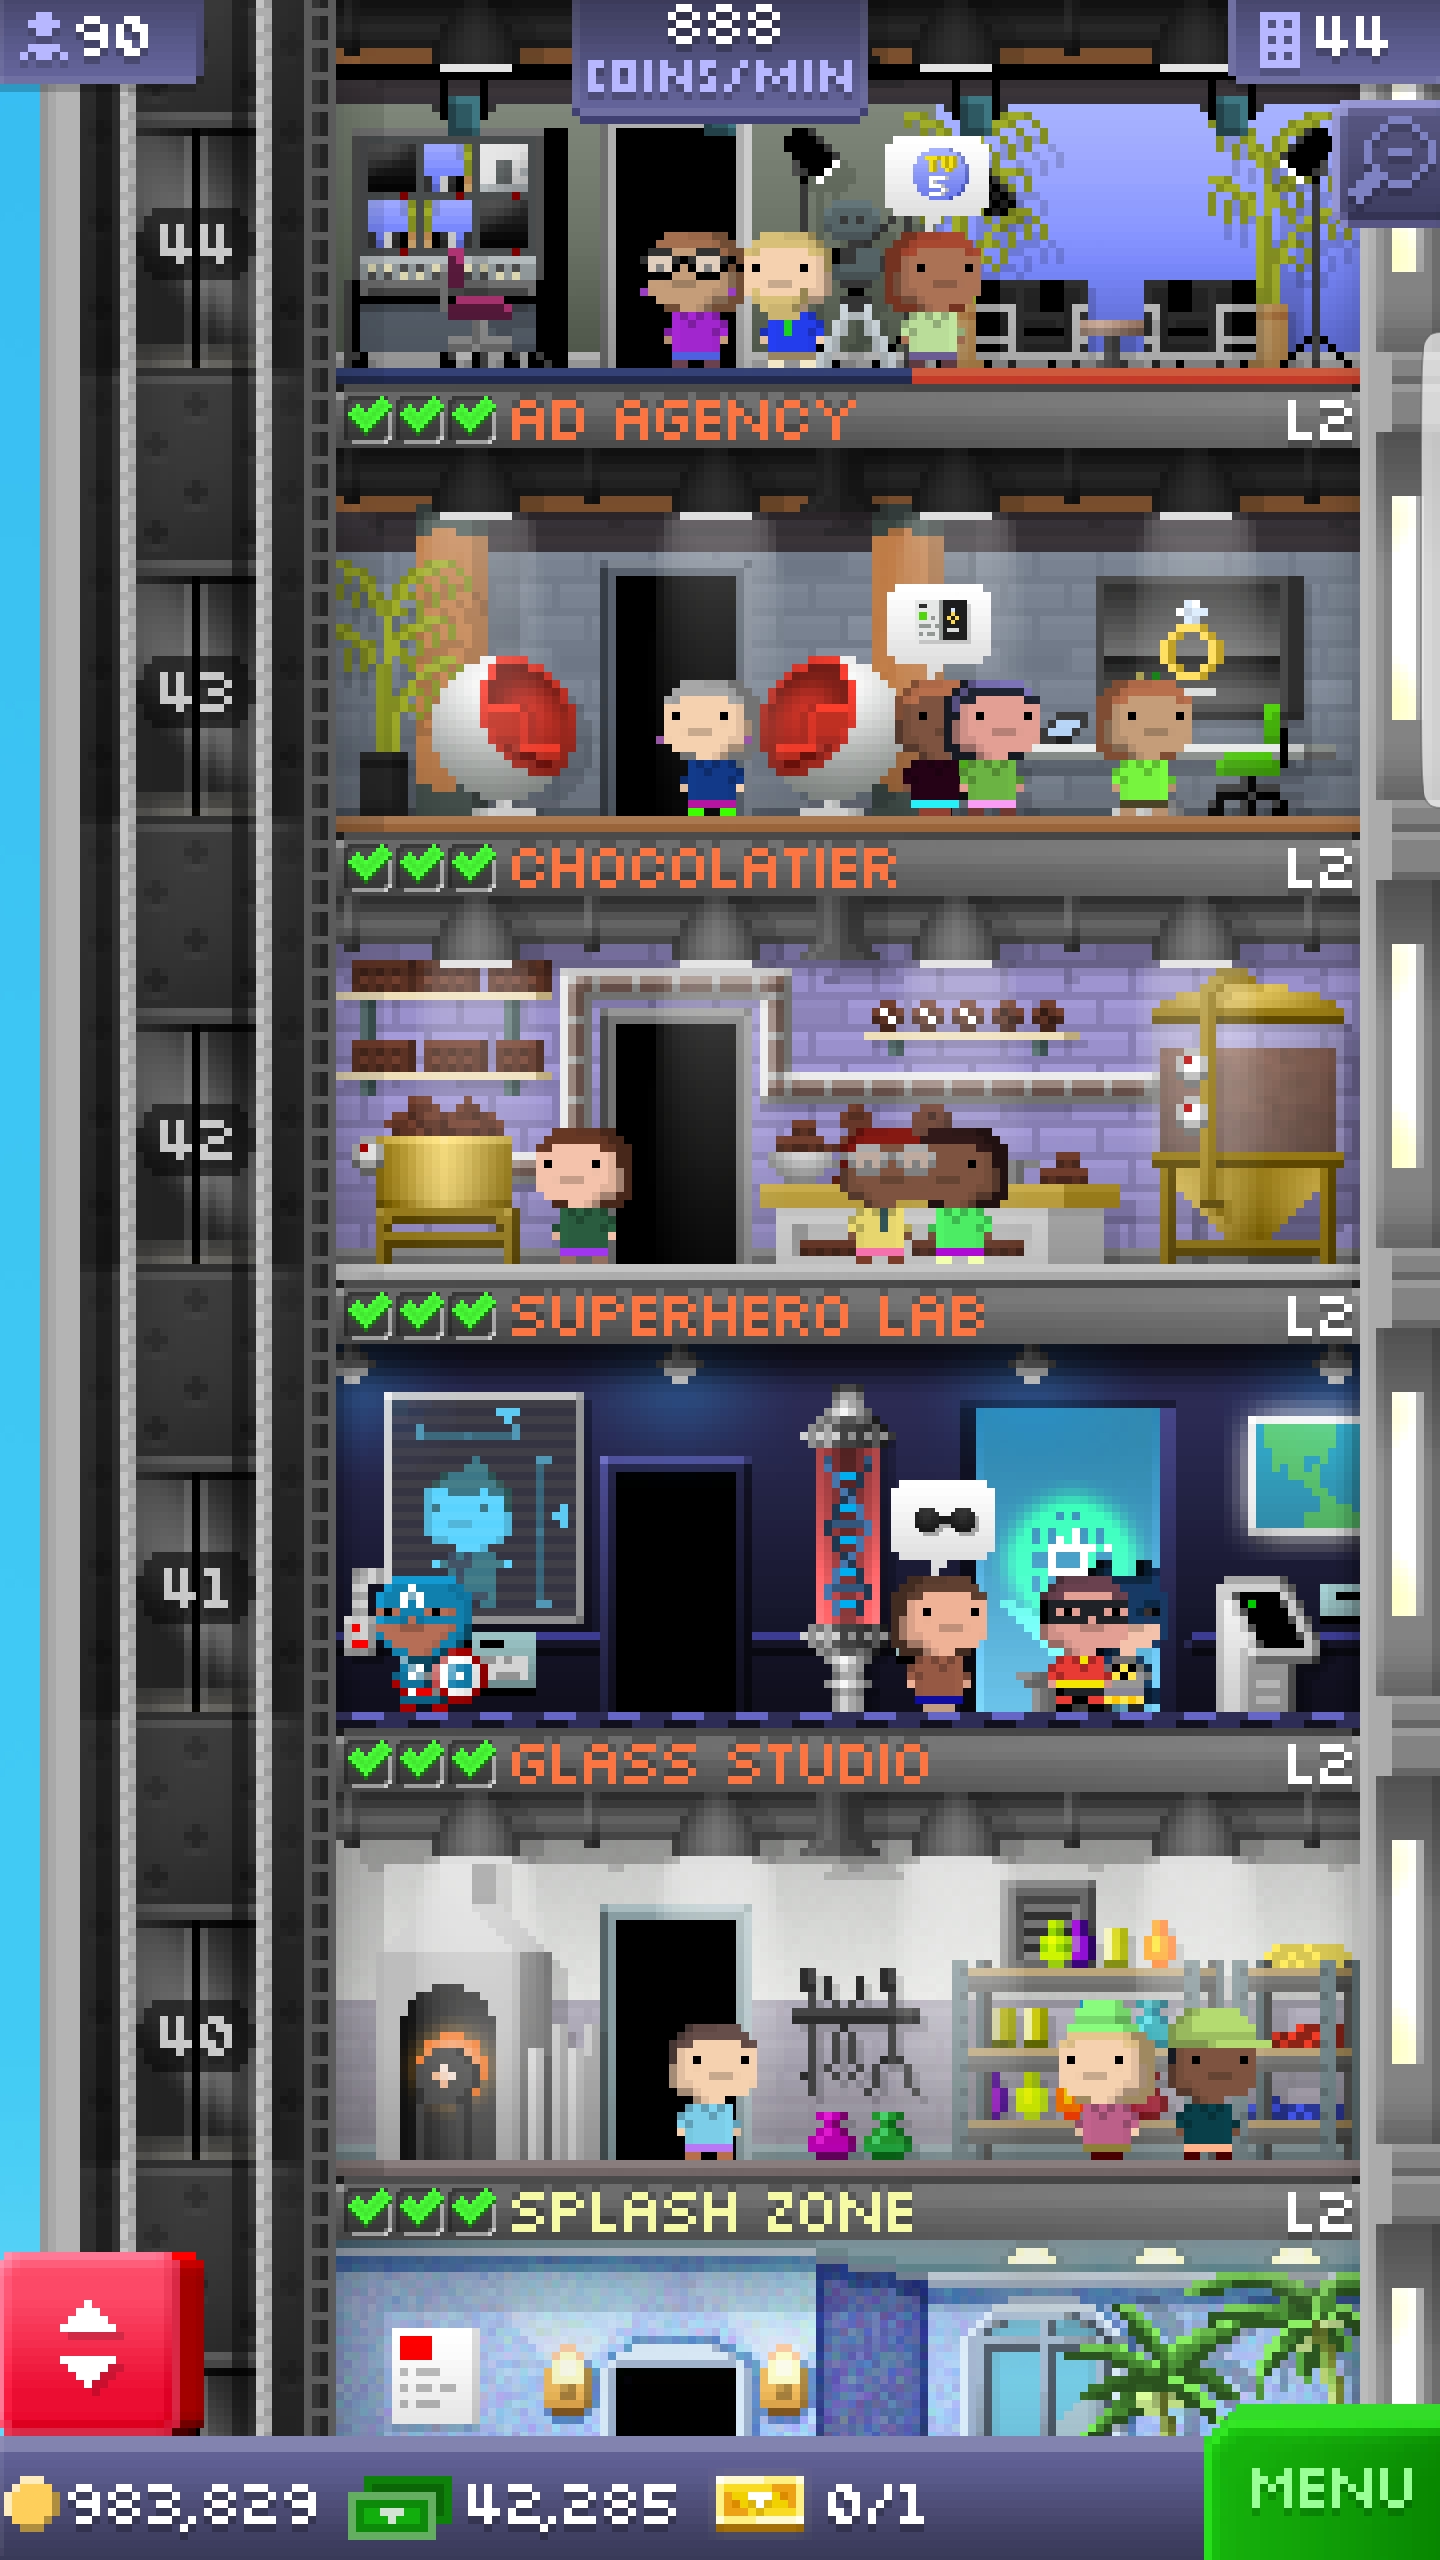 90
888
COINS/MIN
44
TV
5
44
AD AGENCY L2
43
CHOCOLATIER L2
42
SUPERHERO LAB L2
A
41
GLASS STUDIO L2
40
SPLASH ZONE L2
983,829 42,285 0/1 MENU